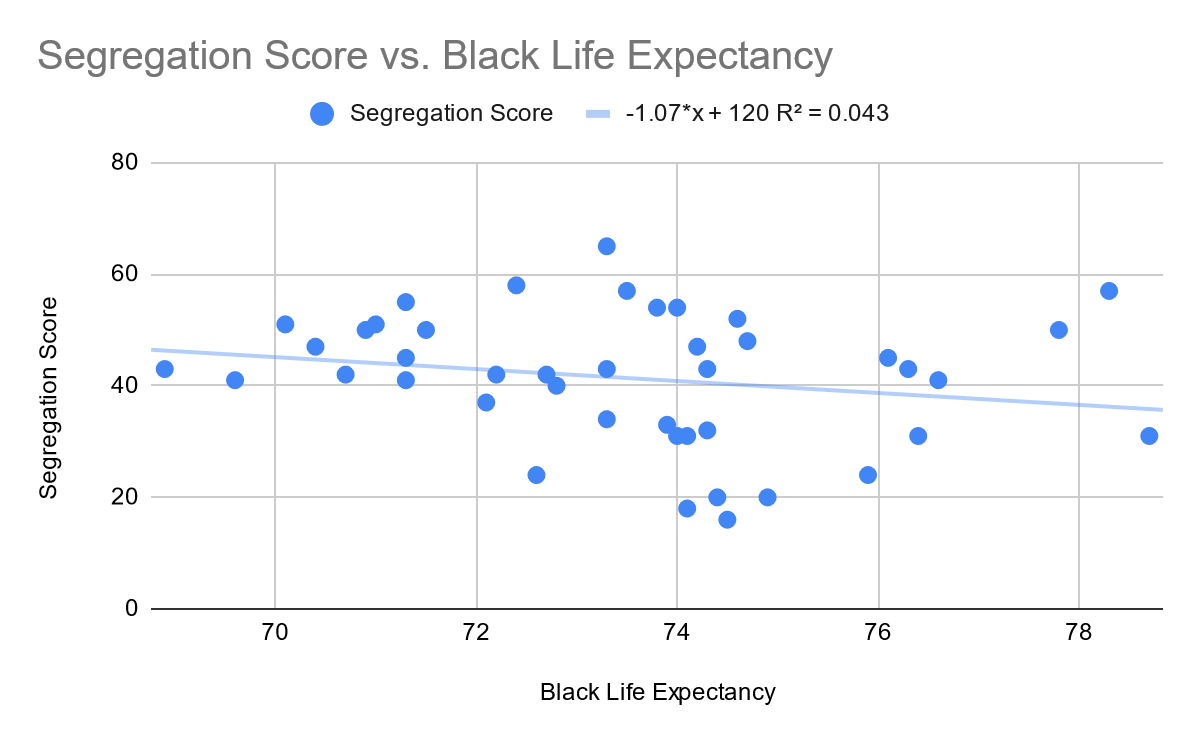 Segregation Score vs. Black Life Expectancy
Segregation Score -1.07*x + 120 R² = 0.043
80
60
40
20
0
Segregation Score
70 72 74 76 78
Black Life Expectancy